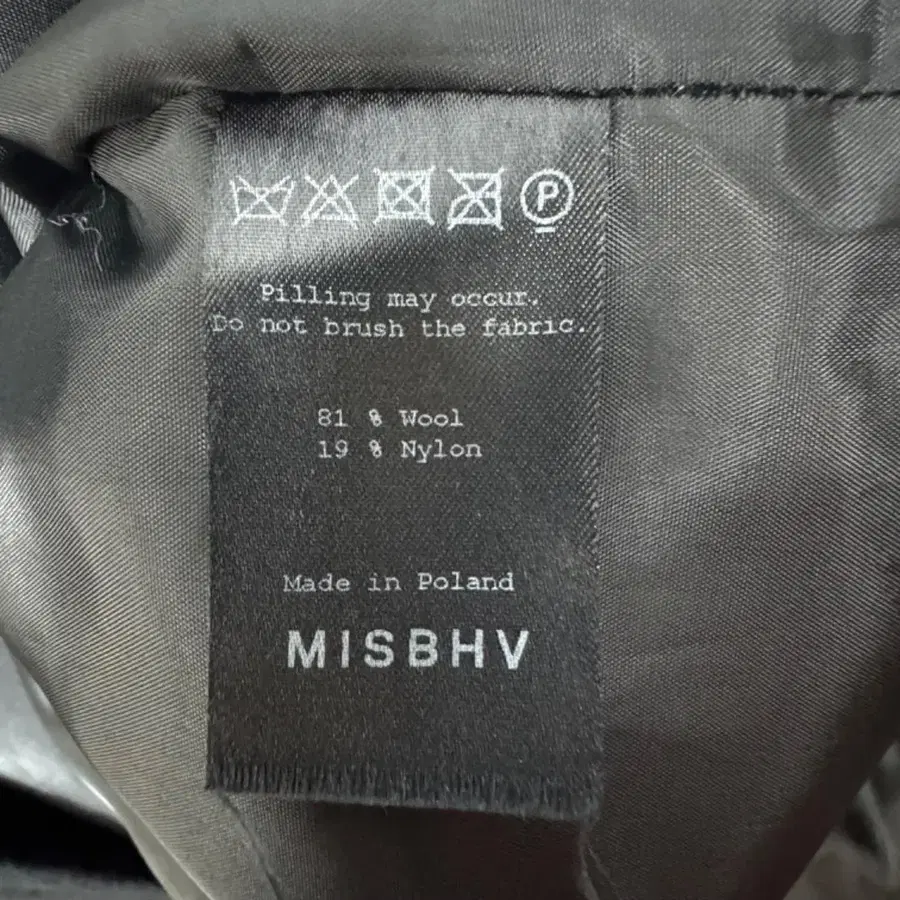 P
Pilling may occur.
Do not brush the fabric.
81 % Wool
19 % Nylon
Made in Poland
MISBHV